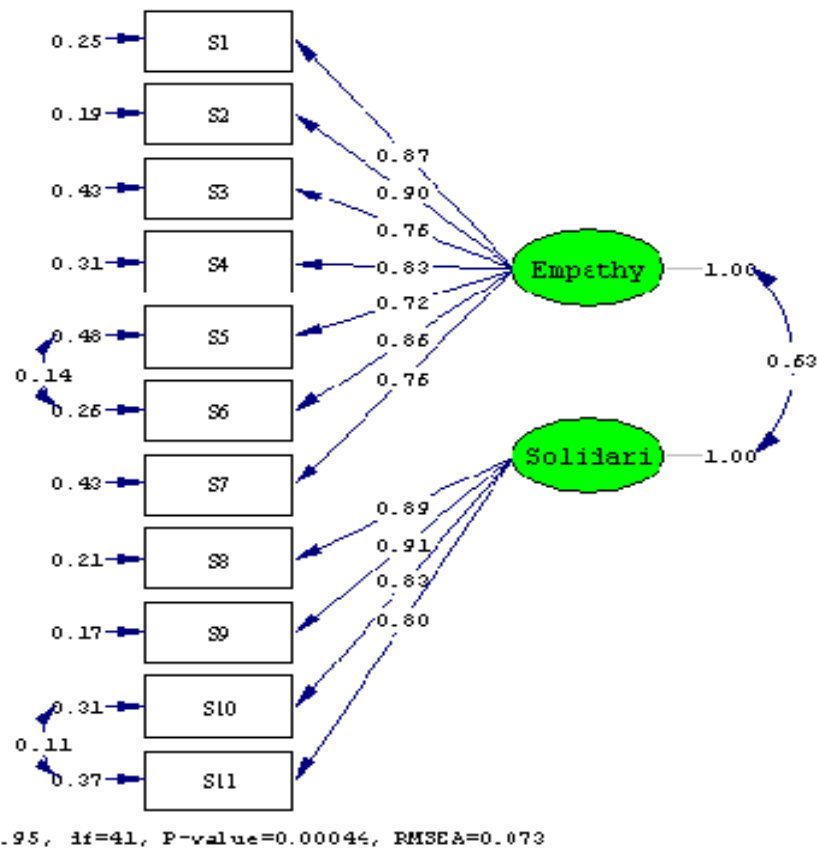 0.25 S1
0.19 S2
0.87
0.43 S3 0.90
0.76
0.31 S4 0.83 Empathy 1.00
0.72
0.48 S5
0.86
0.14 0.76 0.63
0.26 S6
Solidari 1.00
0.43 S7
0.89
0.91
0.21 S8 0.83
0.80
0.17 S9
0.31 S10
0.11
0.37 S11
.95, df=41, RMSEA=0.073